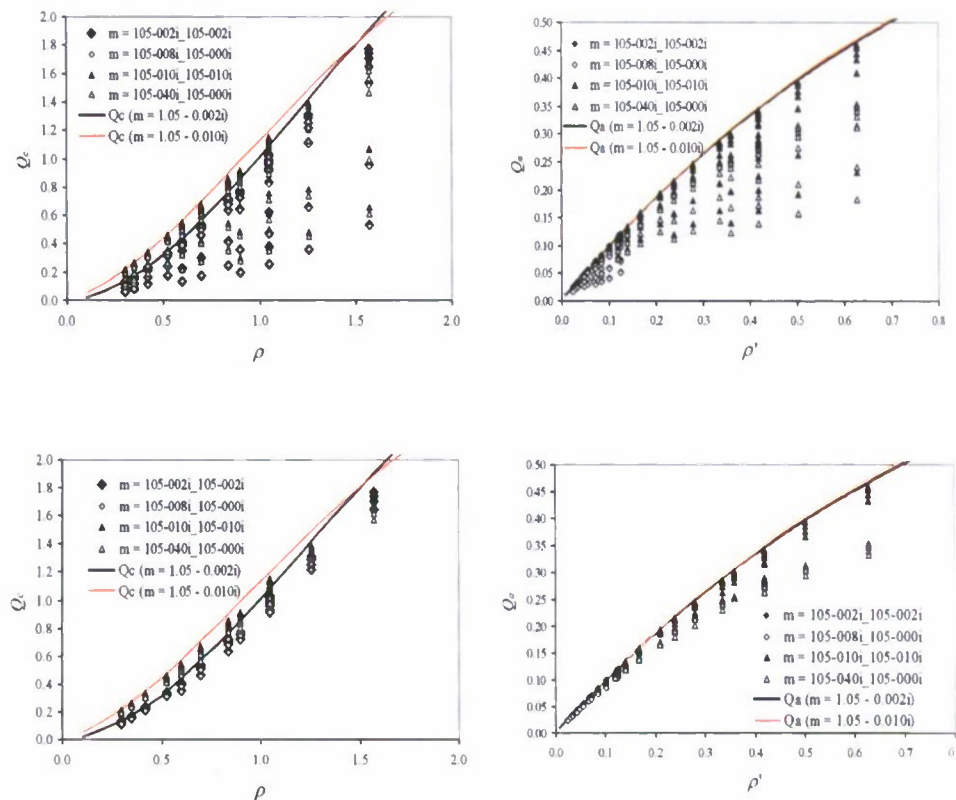 2.0
1.8
1.6
1.4
1.2
1.0
0.8
0.6
0.4
0.2
0.0
Qc
m = 105-002i_105-002i
m = 105-008i_105-000i
m = 105-010i_105-010i
m = 105-040i_105-000i
Qc (m = 1.05 - 0.002i)
Qc (m = 1.05 - 0.010i)
0.0 0.5 1.0 1.5 2.0
ρ
0.50
0.45
0.40
0.35
0.30
0.25
0.20
0.15
0.10
0.05
0.00
Qa
m = 105-002i_105-002i
m = 105-008i_105-000i
m = 105-010i_105-010i
m = 105-040i_105-000i
Qa (m = 1.05 - 0.002i)
Qa (m = 1.05 - 0.010i)
0.0 0.1 0.2 0.3 0.4 0.5 0.6 0.7 0.8
ρ'
2.0
1.8
1.6
1.4
1.2
1.0
0.8
0.6
0.4
0.2
0.0
Qc
m = 105-002i_105-002i
m = 105-008i_105-000i
m = 105-010i_105-010i
m = 105-040i_105-000i
Qc (m = 1.05 - 0.002i)
Qc (m = 1.05 - 0.010i)
0.0 0.5 1.0 1.5 2.0
ρ
0.50
0.45
0.40
0.35
0.30
0.25
0.20
0.15
0.10
0.05
0.00
Qa
m = 105-002i_105-002i
m = 105-008i_105-000i
m = 105-010i_105-010i
m = 105-040i_105-000i
Qa (m = 1.05 - 0.002i)
Qa (m = 1.05 - 0.010i)
0.0 0.1 0.2 0.3 0.4 0.5 0.6 0.7
ρ'